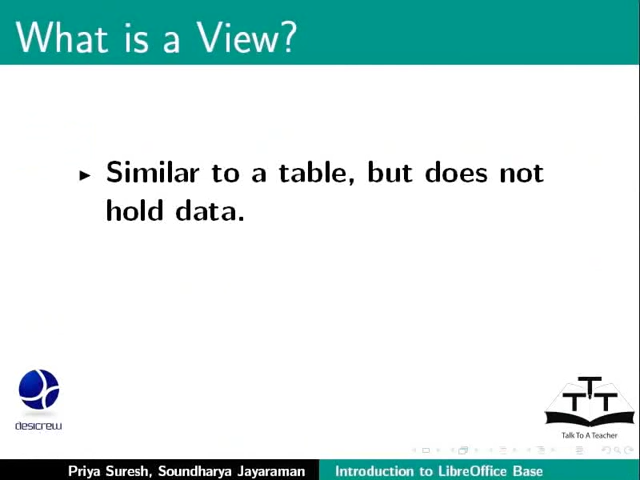 What is a View?
Similar to a table, but does not
hold data.
desicrew
T T T
Talk To A Teacher
Priya Suresh, Soundharya Jayaraman Introduction to LibreOffice Base